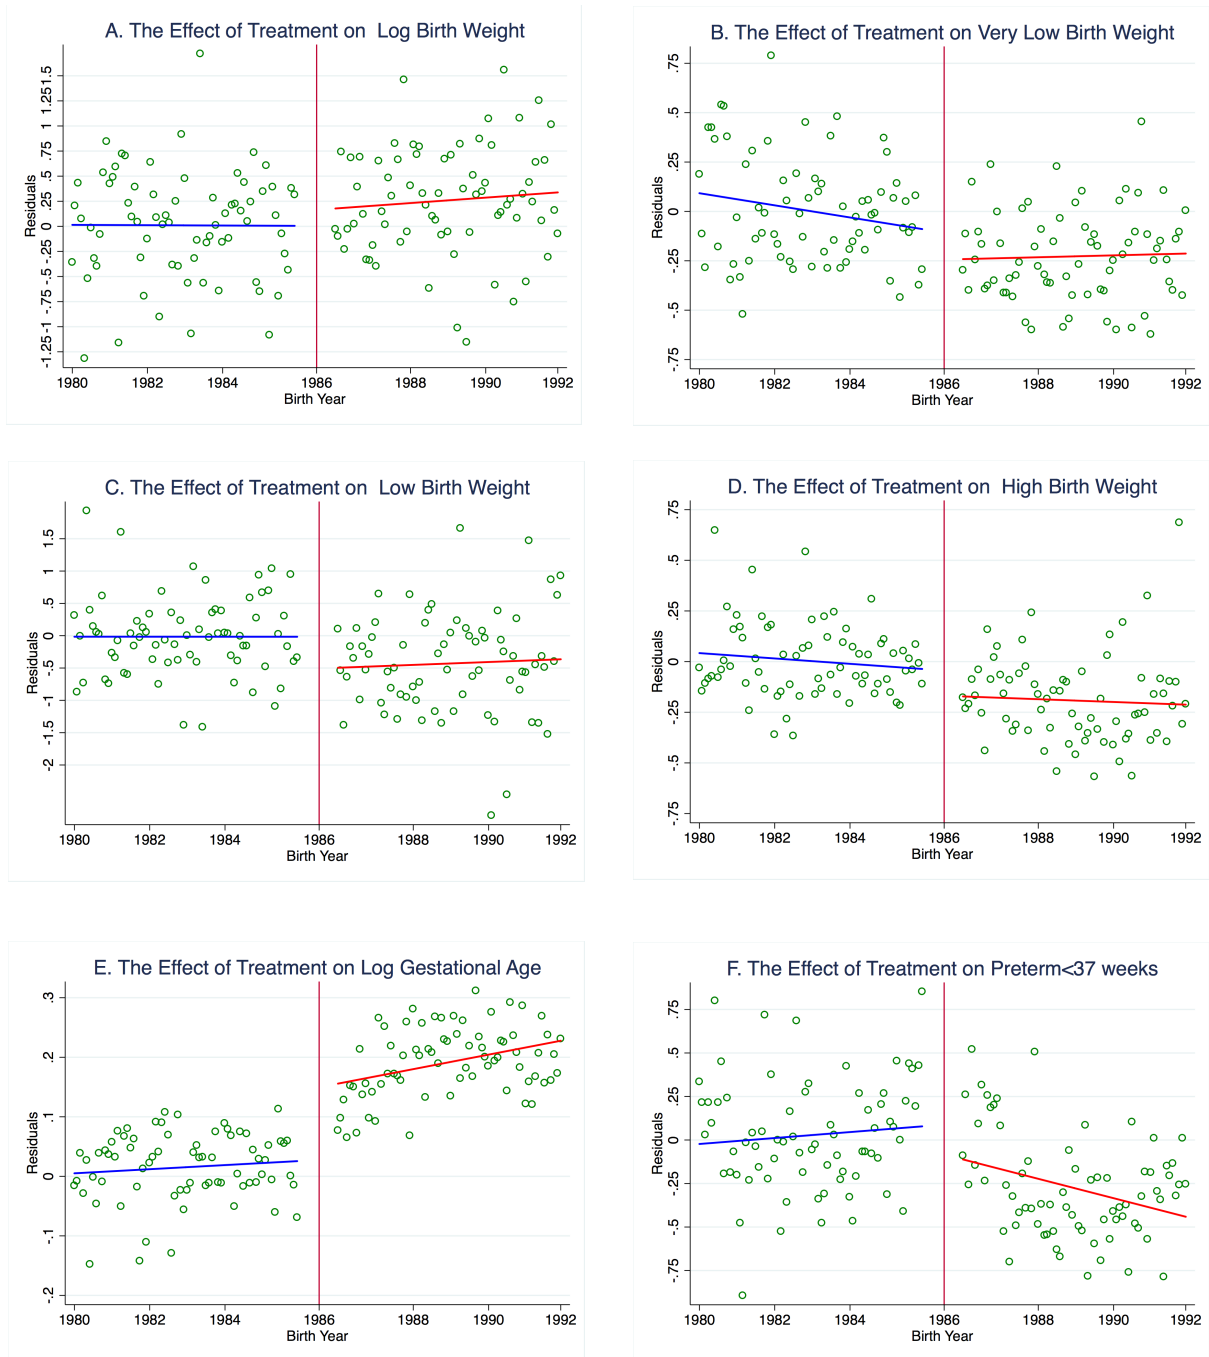 A. The Effect of Treatment on  Log Birth Weight
Residuals
1.5
1.25
1
.75
.5
.25
0
-.25
-.5
-.75
-1
-1.25
1980 1982 1984 1986 1988 1990 1992
Birth Year
B. The Effect of Treatment on Very Low Birth Weight
Residuals
.75
.5
.25
0
-.25
-.5
-.75
1980 1982 1984 1986 1988 1990 1992
Birth Year
C. The Effect of Treatment on  Low Birth Weight
Residuals
1.5
1
.5
0
-.5
-1
-1.5
-2
1980 1982 1984 1986 1988 1990 1992
Birth Year
D. The Effect of Treatment on  High Birth Weight
Residuals
.75
.5
.25
0
-.25
-.5
-.75
1980 1982 1984 1986 1988 1990 1992
Birth Year
E. The Effect of Treatment on Log Gestational Age
Residuals
.3
.2
.1
0
-.1
-.2
1980 1982 1984 1986 1988 1990 1992
Birth Year
F. The Effect of Treatment on Preterm<37 weeks
Residuals
.75
.5
.25
0
-.25
-.5
-.75
1980 1982 1984 1986 1988 1990 1992
Birth Year